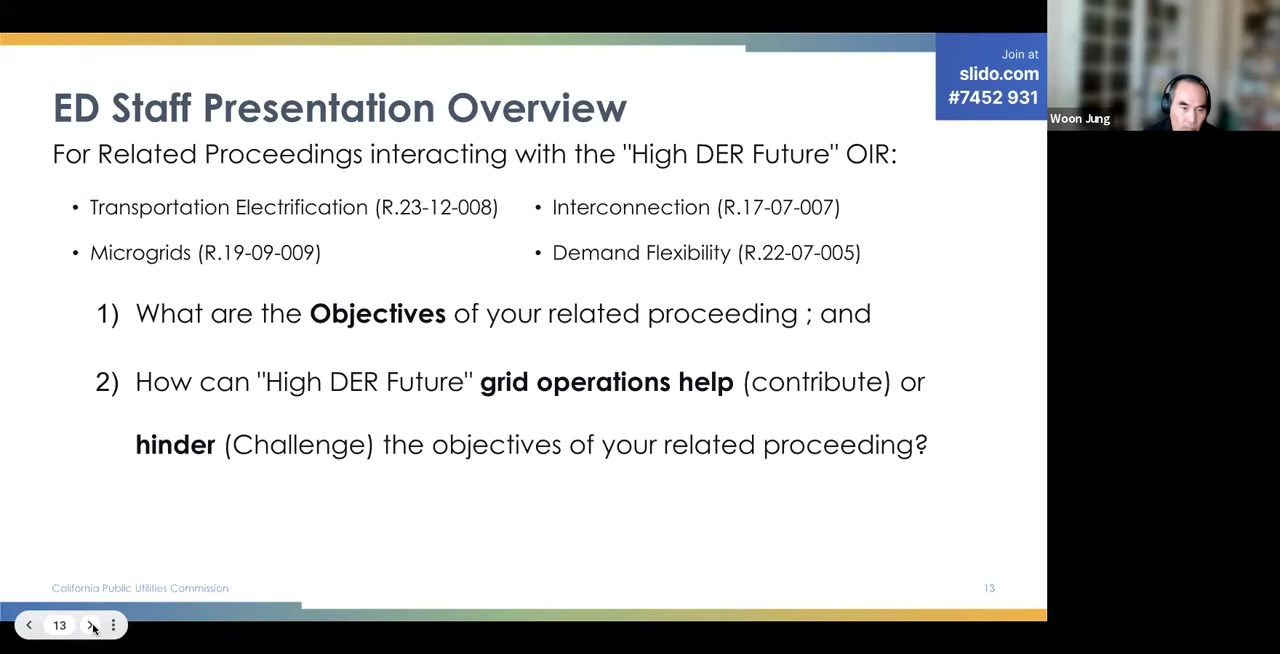 Join at
slido.com
#7452 931
Woon Jung
ED Staff Presentation Overview
For Related Proceedings interacting with the "High DER Future" OIR:
• Transportation Electrification (R.23-12-008)
• Interconnection (R.17-07-007)
• Microgrids (R.19-09-009)
• Demand Flexibility (R.22-07-005)
1) What are the Objectives of your related proceeding ; and
2) How can "High DER Future" grid operations help (contribute) or
hinder (Challenge) the objectives of your related proceeding?
California Public Utilities Commission
13
13